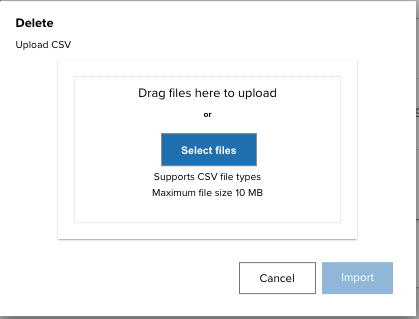 Delete
Upload CSV
Drag files here to upload
or
Select files
Supports CSV file types
Maximum file size 10 MB
Cancel
Import